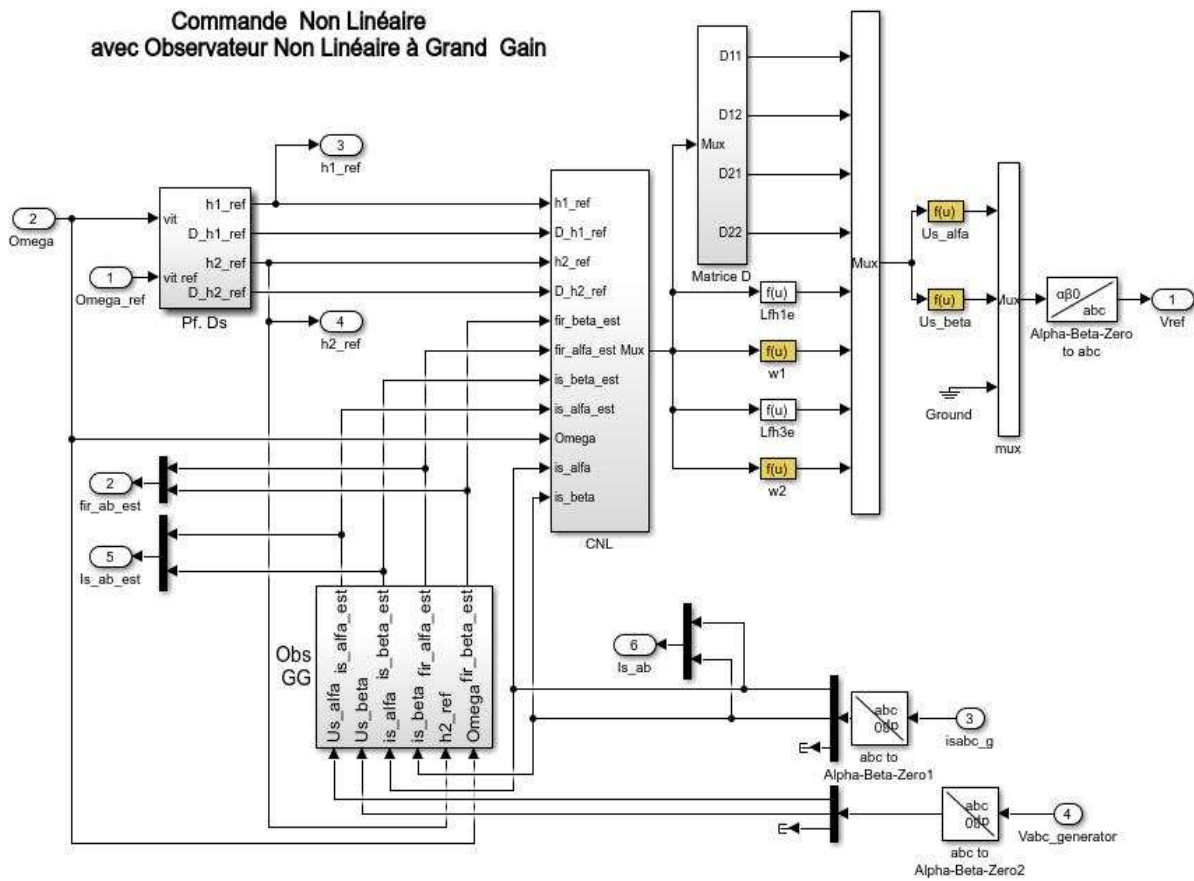 Commande Non Linéaire
avec Observateur Non Linéaire à Grand Gain
3
h1_ref
2
Omega
1
Omega_ref
vit
vit ref
h1_ref
D_h1_ref
h2_ref
D_h2_ref
Pf. Ds
4
h2_ref
h1_ref
D_h1_ref
h2_ref
D_h2_ref
fir_beta_est
fir_alfa_est
is_beta_est
is_alfa_est
Omega
is_alfa
is_beta
Mux
CNL
Mux
D11
D12
D21
D22
Matrice D
f(u)
Lfh1e
f(u)
w1
f(u)
Lfh3e
f(u)
w2
Mux
f(u)
Us_alfa
f(u)
Us_beta
Ground
Mux
mux
αβ0
abc
Alpha-Beta-Zero
to abc
1
Vref
2
fir_ab_est
5
Is_ab_est
Obs
GG
is_alfa_est
is_beta_est
fir_alfa_est
fir_beta_est
Us_alfa
Us_beta
is_alfa
is_beta
h2_ref
Omega
6
Is_ab
abc
αβ0
abc to
Alpha-Beta-Zero1
3
isabc_g
abc
αβ0
abc to
Alpha-Beta-Zero2
4
Vabc_generator